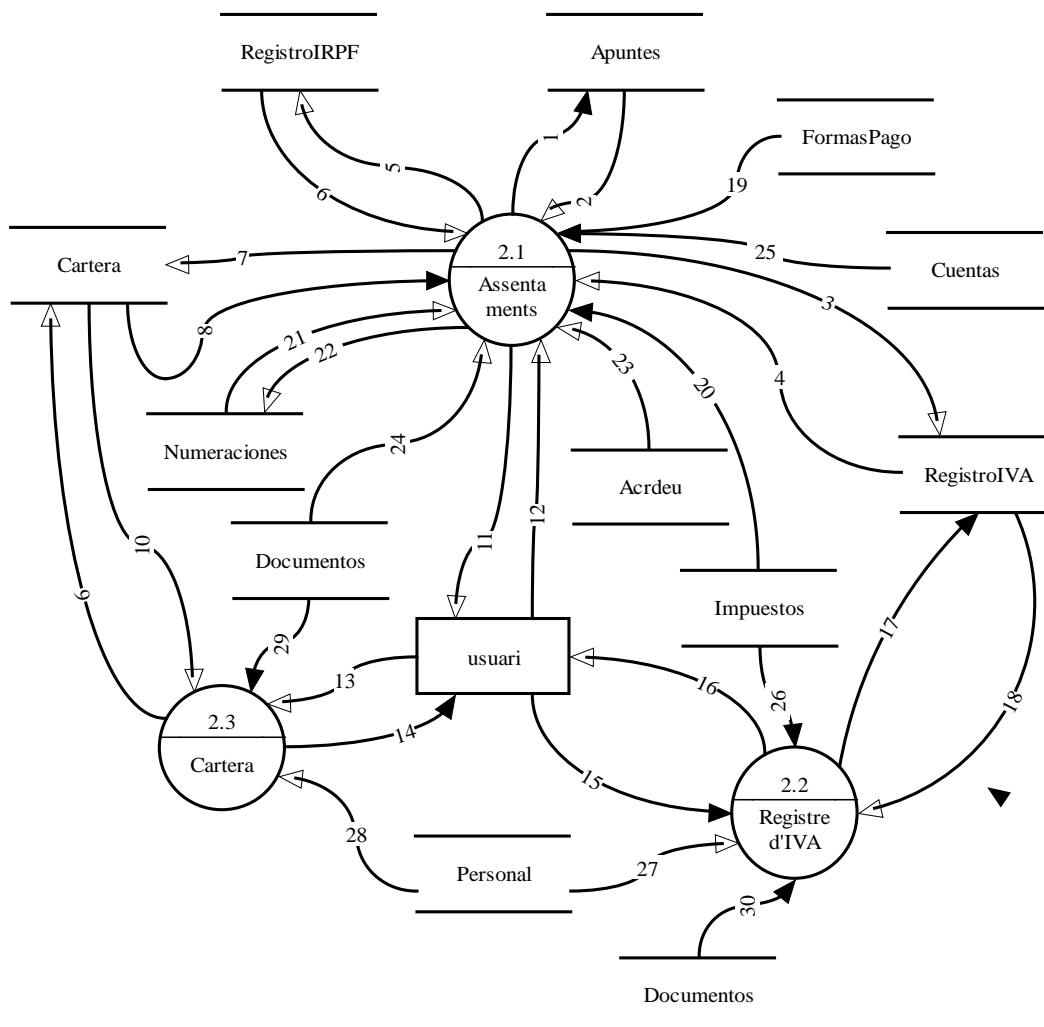 RegistroIRPF
Apuntes
FormasPago
1
5
2
19
6
2.1
Assenta
ments
Cartera
7
25
Cuentas
3
8
21
22
23
20
4
Numeraciones
24
Acrdeu
RegistroIVA
12
11
10
Documentos
9
Impuestos
29
usuari
17
13
16
26
18
14
2.3
Cartera
15
2.2
Registre
d'IVA
28
Personal
27
30
Documentos